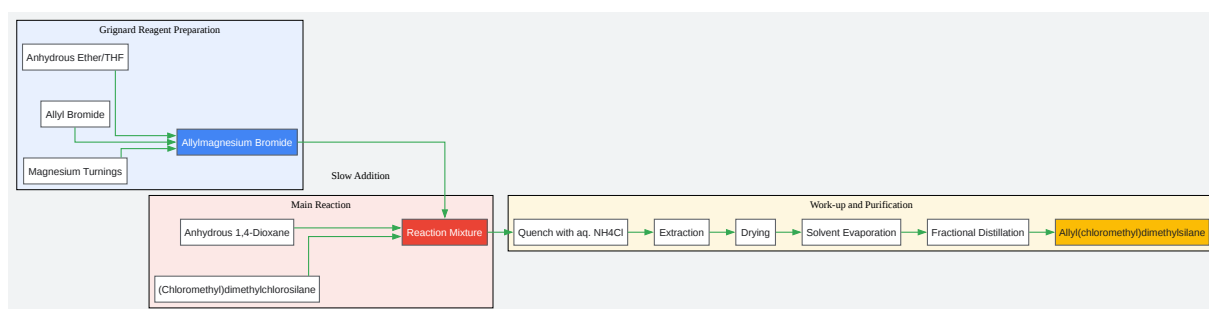 Grignard Reagent Preparation
Anhydrous Ether/THF
Allyl Bromide
Allylmagnesium Bromide
Magnesium Turnings
Slow Addition
Main Reaction
Anhydrous 1,4-Dioxane
Reaction Mixture
(Chloromethyl)dimethylchlorosilane
Work-up and Purification
Quench with aq. NH4Cl
Extraction
Drying
Solvent Evaporation
Fractional Distillation
Allyl(chloromethyl)dimethylsilane